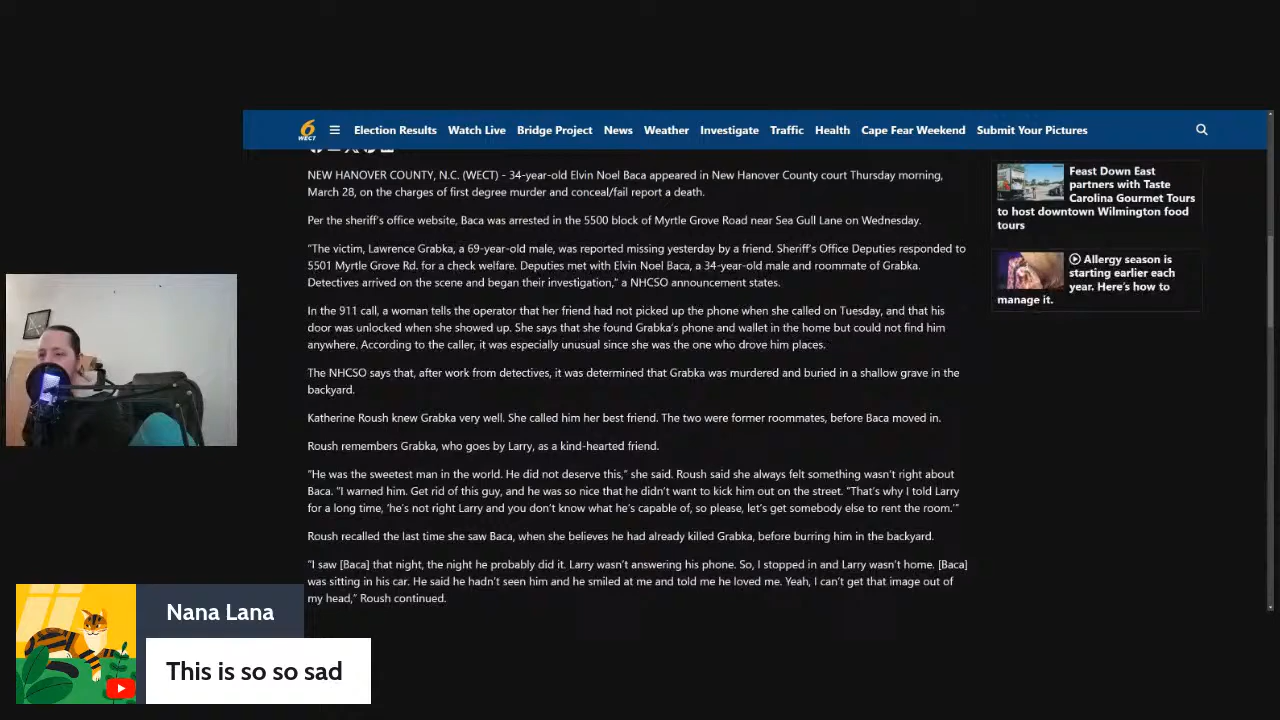 6
WECT
Election Results Watch Live Bridge Project News Weather Investigate Traffic Health Cape Fear Weekend Submit Your Pictures
NEW HANOVER COUNTY, N.C. (WECT) - 34-year-old Elvin Noel Baca appeared in New Hanover County court Thursday morning,
March 28, on the charges of first degree murder and conceal/fail report a death.
Per the sheriff's office website, Baca was arrested in the 5500 block of Myrtle Grove Road near Sea Gull Lane on Wednesday.
"The victim, Lawrence Grabka, a 69-year-old male, was reported missing yesterday by a friend. Sheriff's Office Deputies responded to
5501 Myrtle Grove Rd. for a check welfare. Deputies met with Elvin Noel Baca, a 34-year-old male and roommate of Grabka.
Detectives arrived on the scene and began their investigation," a NHCSO announcement states.
In the 911 call, a woman tells the operator that her friend had not picked up the phone when she called on Tuesday, and that his
door was unlocked when she showed up. She says that she found Grabka's phone and wallet in the home but could not find him
anywhere. According to the caller, it was especially unusual since she was the one who drove him places.
The NHCSO says that, after work from detectives, it was determined that Grabka was murdered and buried in a shallow grave in the
backyard.
Katherine Roush knew Grabka very well. She called him her best friend. The two were former roommates, before Baca moved in.
Roush remembers Grabka, who goes by Larry, as a kind-hearted friend.
"He was the sweetest man in the world. He did not deserve this," she said. Roush said she always felt something wasn't right about
Baca. "I warned him. Get rid of this guy, and he was so nice that he didn't want to kick him out on the street. "That's why I told Larry
for a long time, 'he's not right Larry and you don't know what he's capable of, so please, let's get somebody else to rent the room.'"
Roush recalled the last time she saw Baca, when she believes he had already killed Grabka, before burring him in the backyard.
"I saw [Baca] that night, the night he probably did it. Larry wasn't answering his phone. So, I stopped in and Larry wasn't home. [Baca]
was sitting in his car. He said he hadn't seen him and he smiled at me and told me he loved me. Yeah, I can't get that image out of
my head," Roush continued.
Feast Down East
partners with Taste
Carolina Gourmet Tours
to host downtown Wilmington food
tours
Allergy season is
starting earlier each
year. Here's how to
manage it.
Nana Lana
This is so so sad